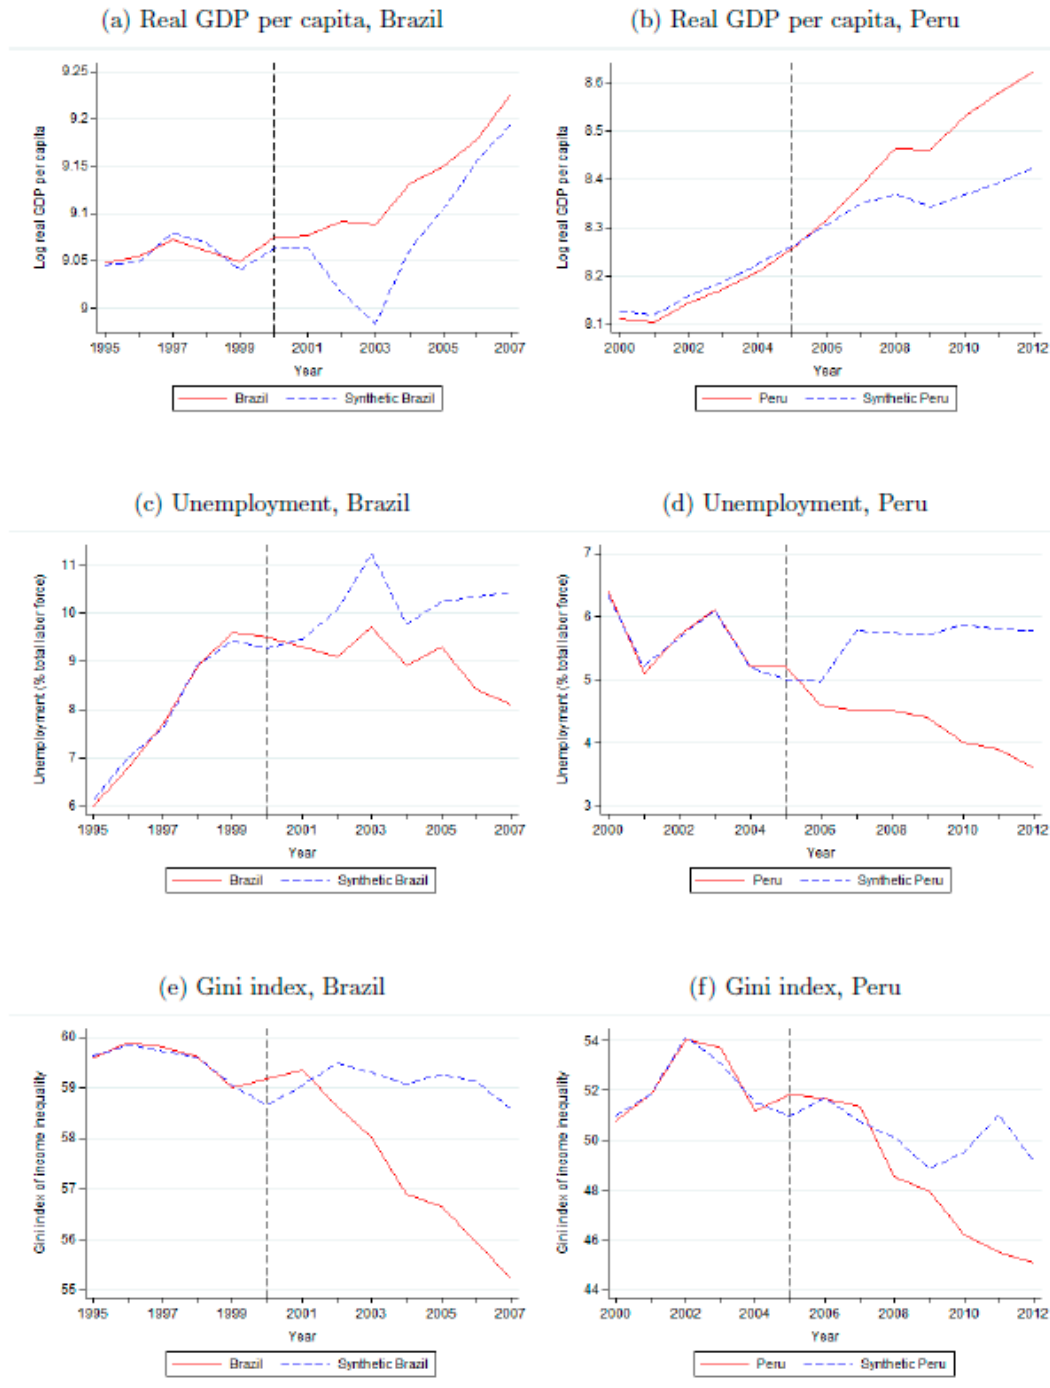 (a) Real GDP per capita, Brazil
(b) Real GDP per capita, Peru
Log real GDP per capita
9.25
9.2
9.15
9.1
9.05
9
1995 1997 1999 2001 2003 2005 2007
Year
Brazil Synthetic Brazil
Log real GDP per capita
8.6
8.5
8.4
8.3
8.2
8.1
2000 2002 2004 2006 2008 2010 2012
Year
Peru Synthetic Peru
(c) Unemployment, Brazil
(d) Unemployment, Peru
Unemployment (% total labor force)
11
10
9
8
7
6
1995 1997 1999 2001 2003 2005 2007
Year
Brazil Synthetic Brazil
Unemployment (% total labor force)
7
6
5
4
3
2000 2002 2004 2006 2008 2010 2012
Year
Peru Synthetic Peru
(e) Gini index, Brazil
(f) Gini index, Peru
Gini index of income inequality
60
59
58
57
56
55
1995 1997 1999 2001 2003 2005 2007
Year
Brazil Synthetic Brazil
Gini index of income inequality
54
52
50
48
46
44
2000 2002 2004 2006 2008 2010 2012
Year
Peru Synthetic Peru